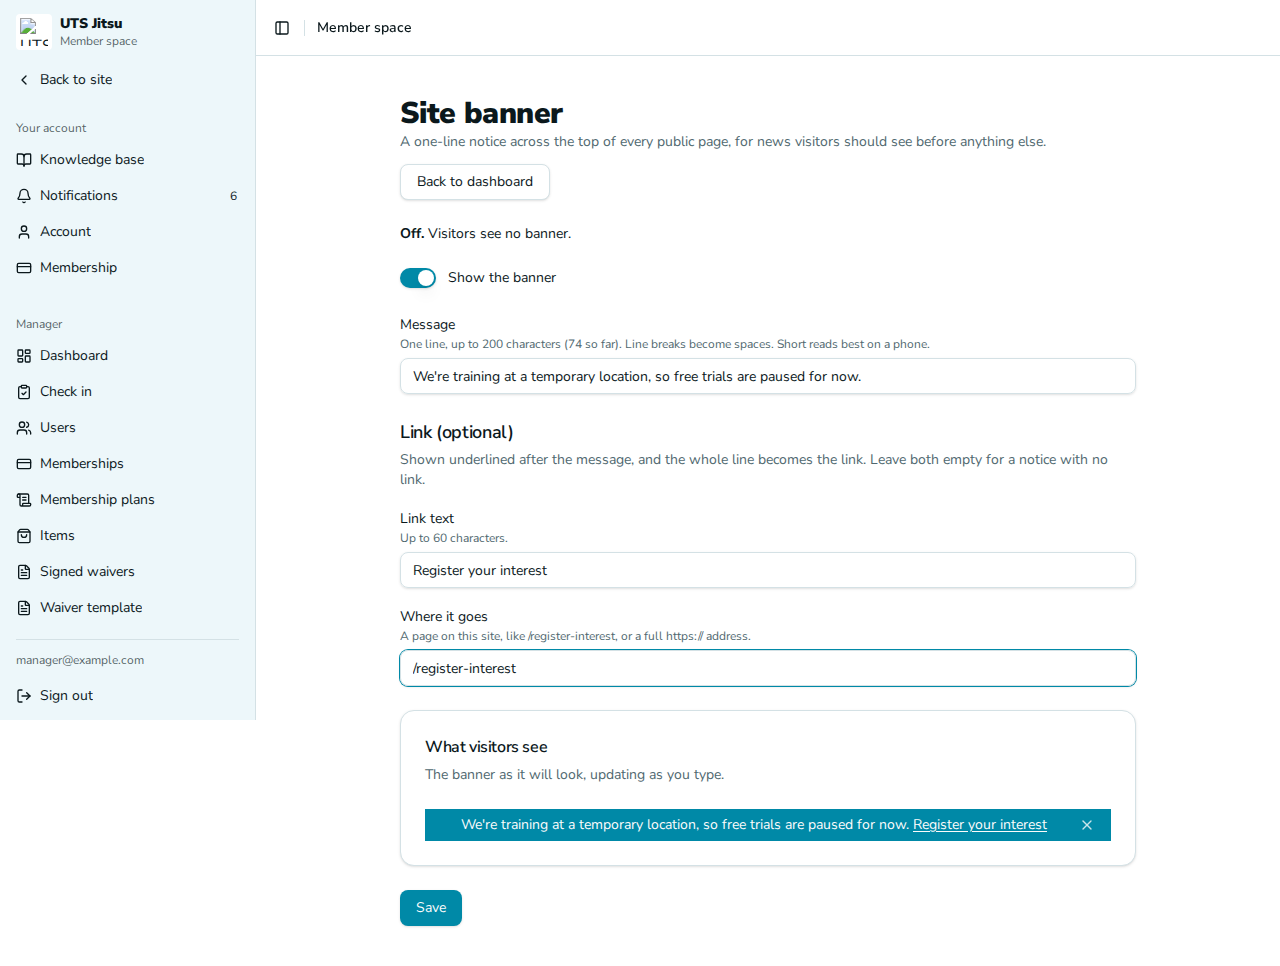 UTS Jitsu
Member space
Back to site
Your account
Knowledge base
Notifications 6
Account
Membership
Manager
Dashboard
Check in
Users
Memberships
Membership plans
Items
Signed waivers
Waiver template
manager@example.com
Sign out
Member space
Site banner
A one-line notice across the top of every public page, for news visitors should see before anything else.
Back to dashboard
Off. Visitors see no banner.
Show the banner
Message
One line, up to 200 characters (74 so far). Line breaks become spaces. Short reads best on a phone.
We're training at a temporary location, so free trials are paused for now.
Link (optional)
Shown underlined after the message, and the whole line becomes the link. Leave both empty for a notice with no
link.
Link text
Up to 60 characters.
Register your interest
Where it goes
A page on this site, like /register-interest, or a full https:// address.
/register-interest
What visitors see
The banner as it will look, updating as you type.
We're training at a temporary location, so free trials are paused for now. Register your interest
Save